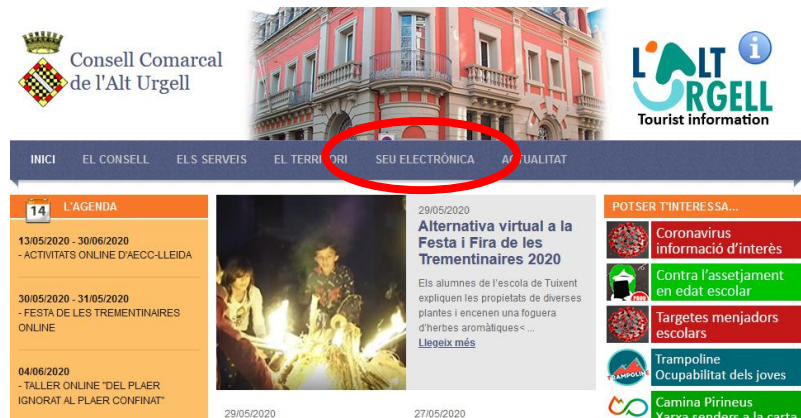 Consell Comarcal
de l'Alt Urgell
L'ALT
URGELL
Tourist information
INICI EL CONSELL ELS SERVEIS EL TERRITORI SEU ELECTRÒNICA ACTUALITAT
14 L'AGENDA
13/05/2020 - 30/06/2020
- ACTIVITATS ONLINE D'AECC-LLEIDA
30/05/2020 - 31/05/2020
- FESTA DE LES TREMENTINAIRES
ONLINE
04/06/2020
- TALLER ONLINE "DEL PLAER
IGNORAT AL PLAER CONFINAT"
29/05/2020
Alternativa virtual a la
Festa i Fira de les
Trementinaires 2020
Els alumnes de l'escola de Tuixent
expliquen les propietats de diverses
plantes i encenen una foguera
d'herbes aromàtiques< ...
Llegeix més
29/05/2020
27/05/2020
POTSER T'INTERESSA...
Coronavirus
informació d'interès
Contra l'assetjament
en edat escolar
Targetes menjadors
escolars
TRAMPOLINE
Trampoline
Ocupabilitat dels joves
Camina Pirineus
Xarxa senders a la carta